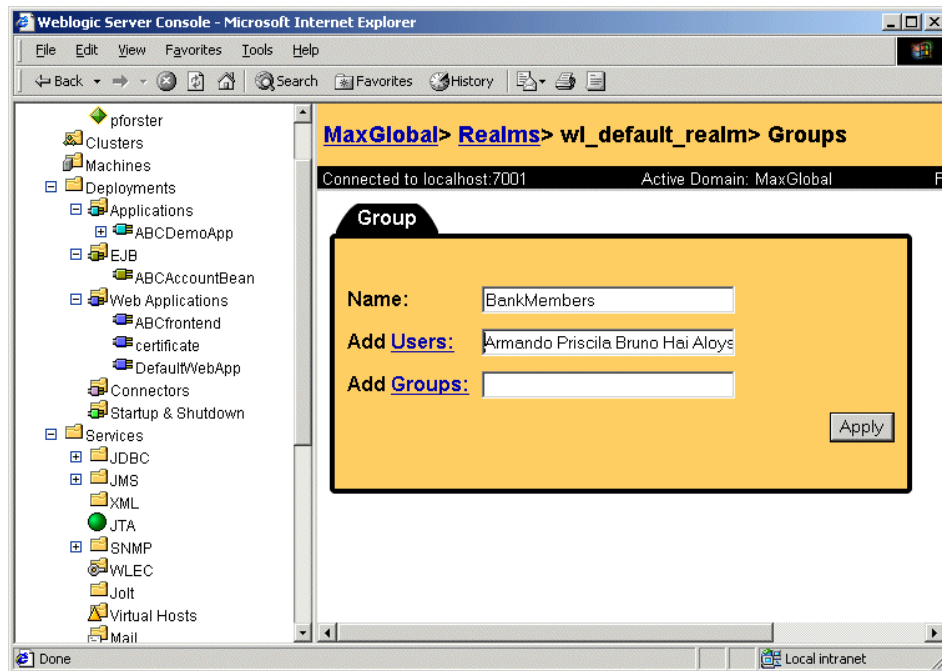 Weblogic Server Console - Microsoft Internet Explorer
File Edit View Favorites Tools Help
Back Search Favorites History
pforster
Clusters
Machines
Deployments
Applications
ABCDemoApp
EJB
ABCAccountBean
Web Applications
ABCfrontend
certificate
DefaultWebApp
Connectors
Startup & Shutdown
Services
JDBC
JMS
XML
JTA
SNMP
WLEC
Jolt
Virtual Hosts
Mail
MaxGlobal> Realms> wl_default_realm> Groups
Connected to localhost:7001 Active Domain: MaxGlobal
Group
Name: BankMembers
Add Users: Armando Priscila Bruno Hai Aloys
Add Groups:
Apply
Done Local intranet